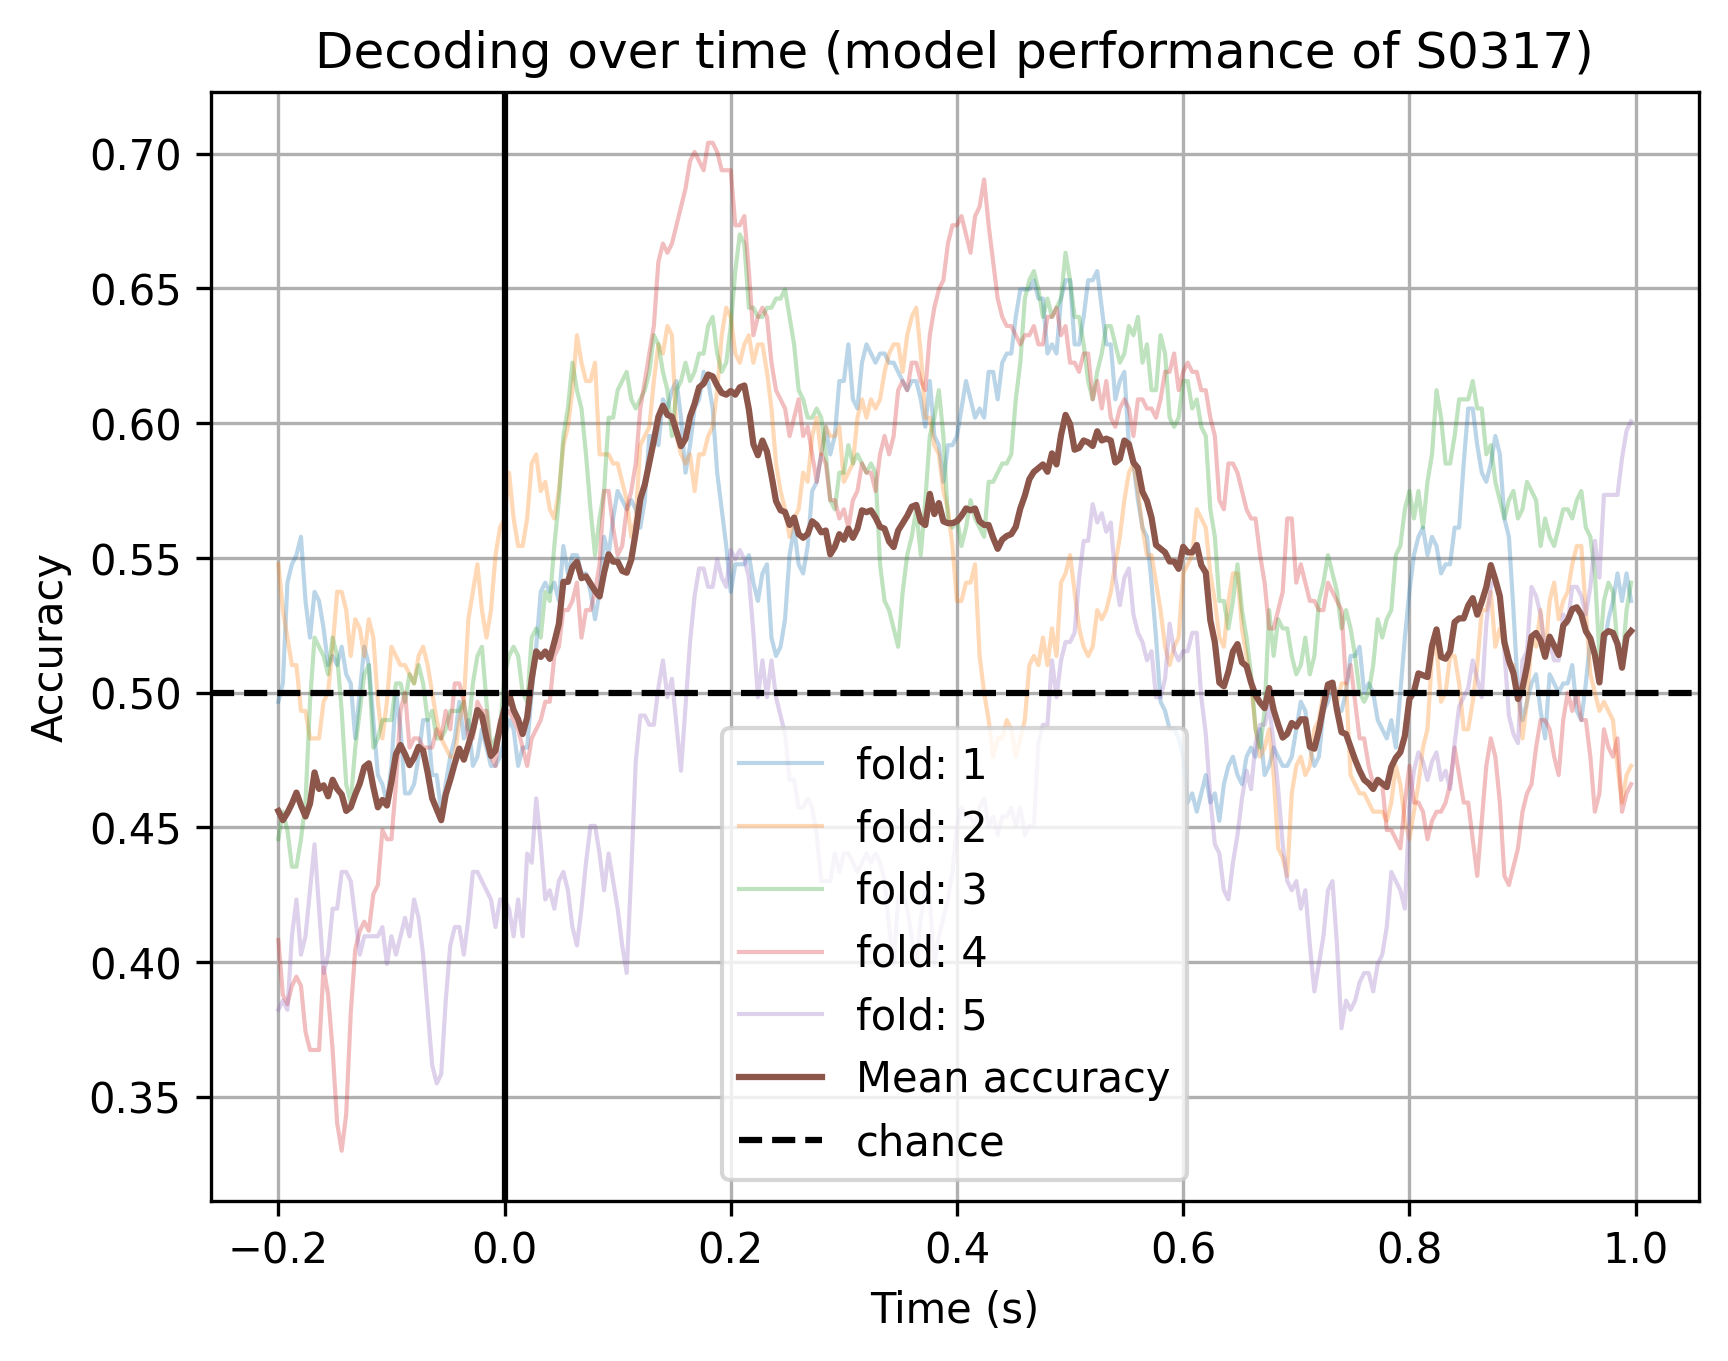 Decoding over time (model performance of S0317)
Accuracy
0.70
0.65
0.60
0.55
0.50
0.45
0.40
0.35
fold: 1
fold: 2
fold: 3
fold: 4
fold: 5
Mean accuracy
chance
−0.2
0.0
0.2
0.4
0.6
0.8
1.0
Time (s)